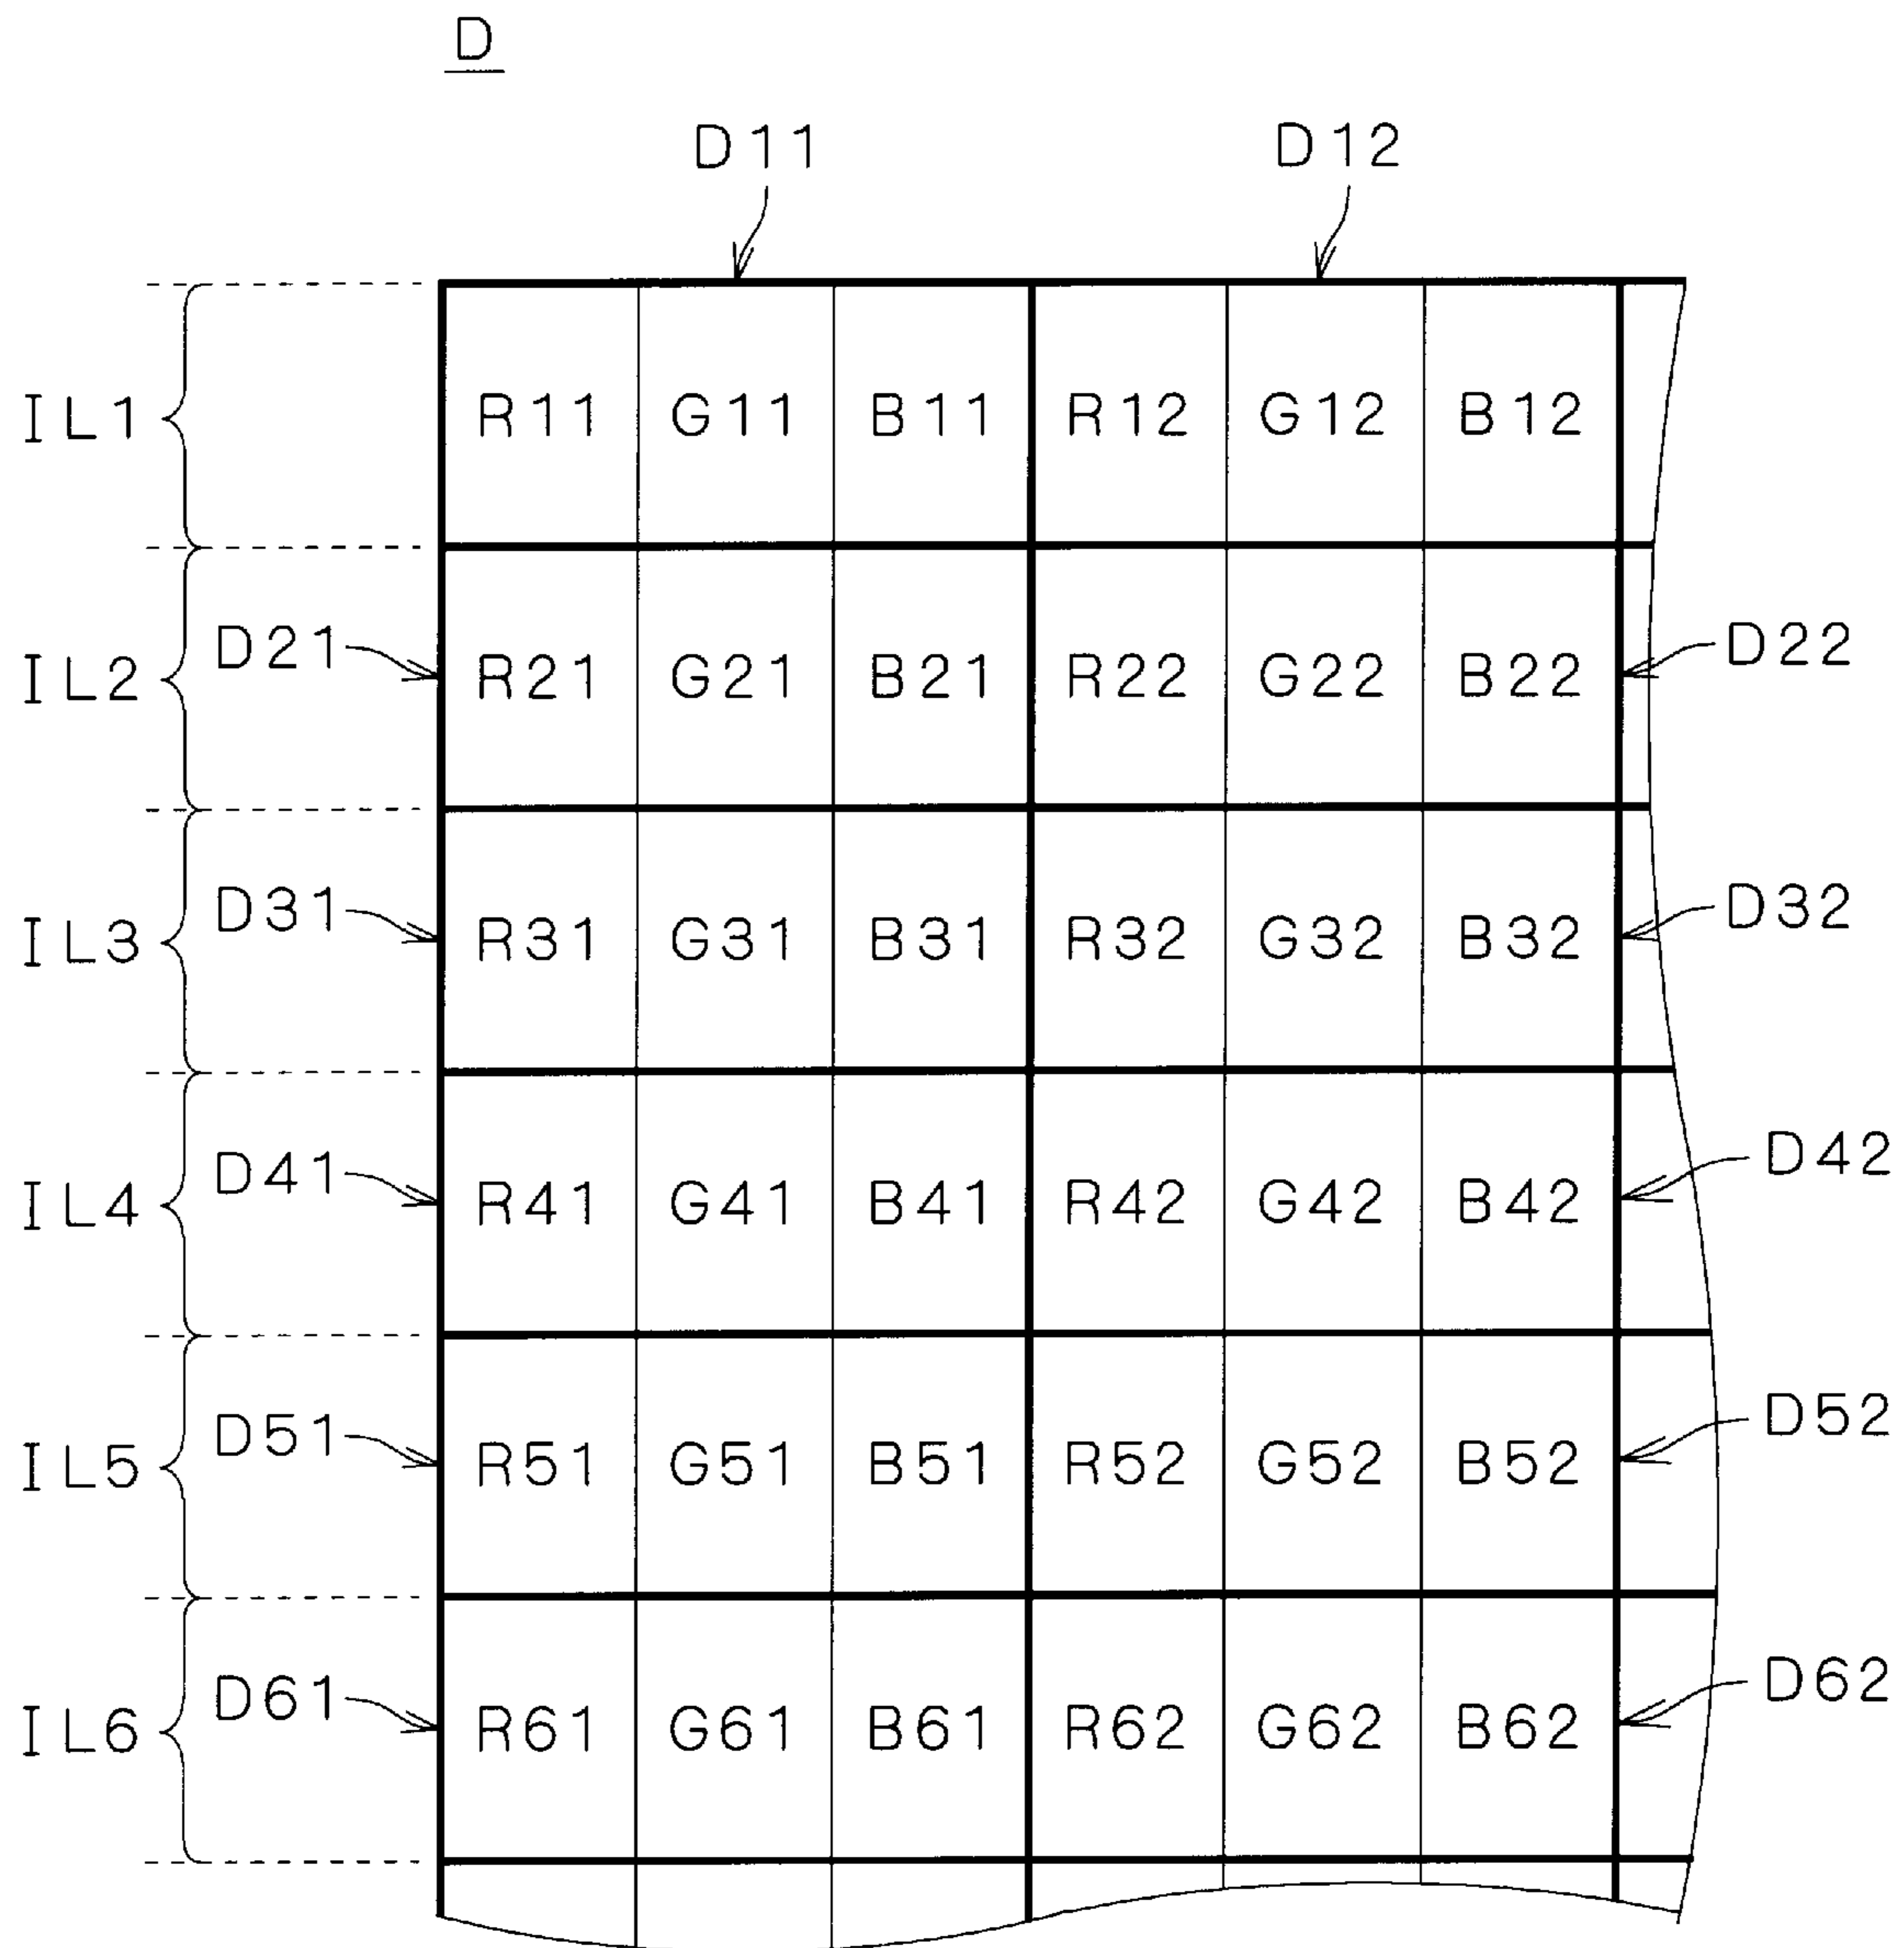 D
D11 D12
IL1 R11 G11 B11 R12 G12 B12
IL2 D21 R21 G21 B21 R22 G22 B22 D22
IL3 D31 R31 G31 B31 R32 G32 B32 D32
IL4 D41 R41 G41 B41 R42 G42 B42 D42
IL5 D51 R51 G51 B51 R52 G52 B52 D52
IL6 D61 R61 G61 B61 R62 G62 B62 D62